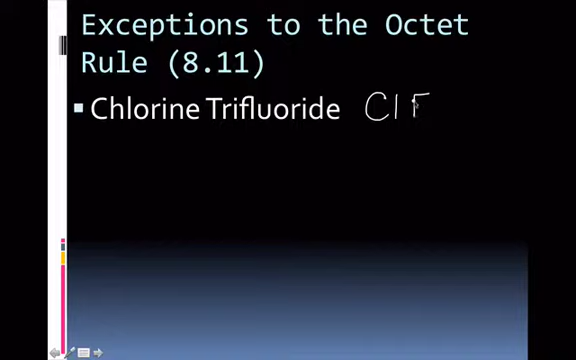 Exceptions to the Octet
Rule (8.11)
Chlorine Trifluoride ClF